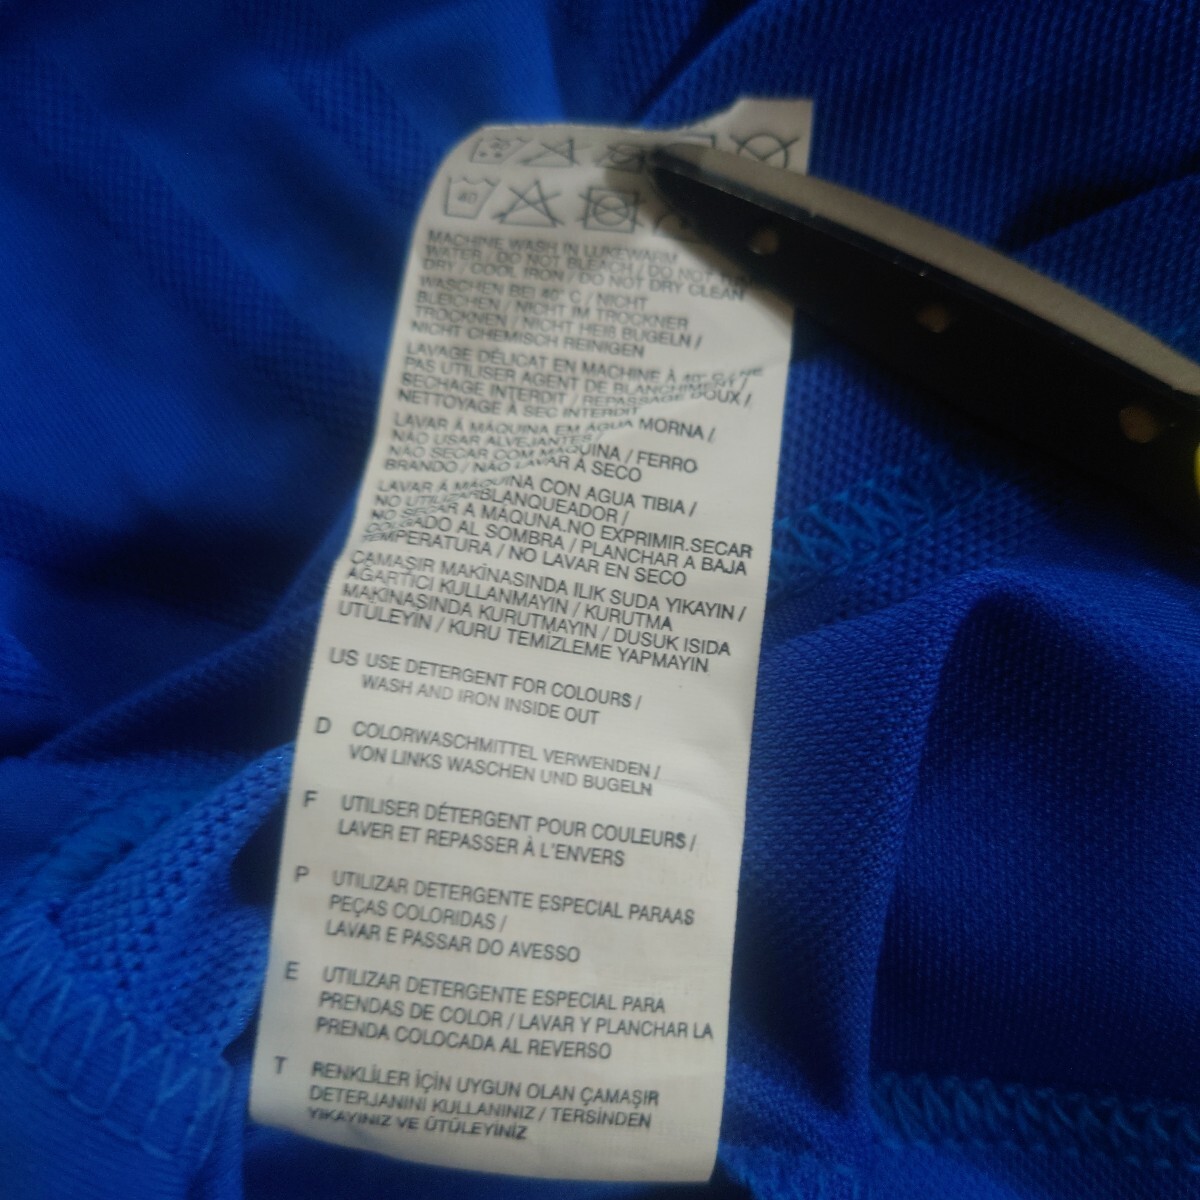 40
MACHINE WASH IN LUKEWARM
WATER / DO NOT BLEACH / DO NOT
DRY / COOL IRON / DO NOT DRY CLEAN
WASCHEN BEI 40° C / NICHT
BLEICHEN / NICHT IM TROCKNER
TROCKNEN / NICHT HEIß BUGELN /
NICHT CHEMISCH REINIGEN
LAVAGE DÉLICAT EN MACHINE À 40° C / NE
PAS UTILISER AGENT DE BLANCHIMENT /
SECHAGE INTERDIT / REPASSAGE DOUX /
NETTOYAGE À SEC INTERDIT
LAVAR À MÁQUINA EM ÁGUA MORNA /
NÃO USAR ALVEJANTES /
NÃO SECAR COM MÁQUINA / FERRO
BRANDO / NÃO LAVAR À SECO
LAVAR À MÁQUINA CON AGUA TIBIA /
NO UTILIZARBLANQUEADOR /
NO SECAR A MÁQUNA.NO EXPRIMIR.SECAR
COLGADO AL SOMBRA / PLANCHAR A BAJA
TEMPERATURA / NO LAVAR EN SECO
ÇAMAŞIR MAKİNASINDA ILIK SUDA YIKAYIN /
AĞARTICI KULLANMAYIN / KURUTMA
MAKINAŞINDA KURUTMAYIN / DUSUK ISIDA
UTÜLEYİN / KURU TEMİZLEME YAPMAYIN
US USE DETERGENT FOR COLOURS /
WASH AND IRON INSIDE OUT
D COLORWASCHMITTEL VERWENDEN /
VON LINKS WASCHEN UND BUGELN
F UTILISER DÉTERGENT POUR COULEURS /
LAVER ET REPASSER À L'ENVERS
P UTILIZAR DETERGENTE ESPECIAL PARAAS
PEÇAS COLORIDAS /
LAVAR E PASSAR DO AVESSO
E UTILIZAR DETERGENTE ESPECIAL PARA
PRENDAS DE COLOR / LAVAR Y PLANCHAR LA
PRENDA COLOCADA AL REVERSO
T RENKLİLER İÇİN UYGUN OLAN ÇAMAŞIR
DETERJANINI KULLANINIZ / TERSİNDEN
YIKAYINIZ VE ÜTÜLEYİNİZ